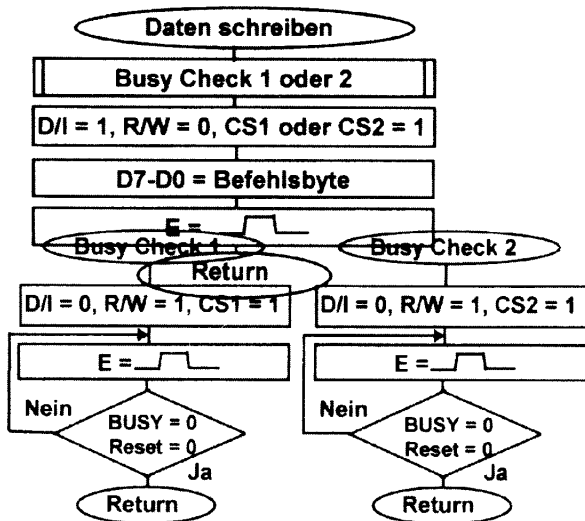 Daten schreiben
Busy Check 1 oder 2
D/I = 1, R/W = 0, CS1 oder CS2 = 1
D7-D0 = Befehlsbyte
E =
Busy Check 1
Busy Check 2
Return
D/I = 0, R/W = 1, CS1 = 1
D/I = 0, R/W = 1, CS2 = 1
E =
E =
Nein
BUSY = 0
Reset = 0
Ja
Nein
BUSY = 0
Reset = 0
Ja
Return
Return